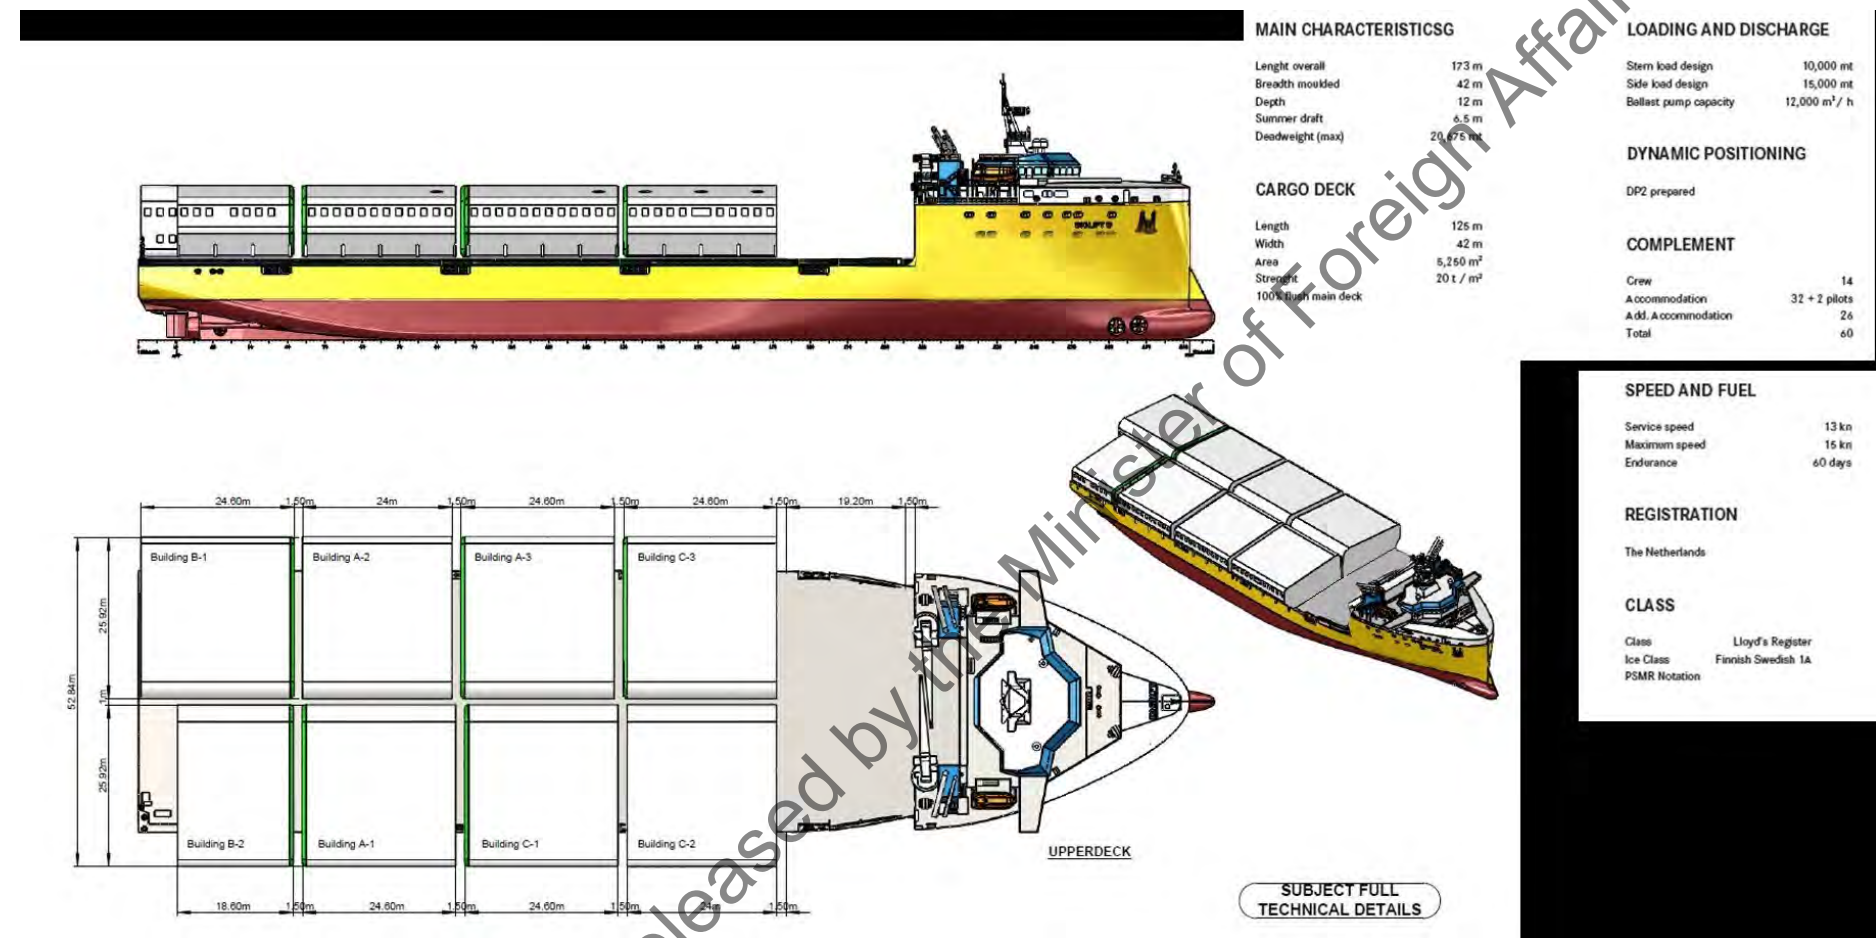 MAIN CHARACTERISTICSG
Lenght overall 173 m
Breadth moulded 42 m
Depth 12 m
Summer draft 6.5 m
Deadweight (max) 20,675 mt
CARGO DECK
Length 125 m
Width 42 m
Area 5,250 m²
Strenght 20 t / m²
100% flush main deck
LOADING AND DISCHARGE
Stern load design 10,000 mt
Side load design 15,000 mt
Ballast pump capacity 12,000 m³/ h
DYNAMIC POSITIONING
DP2 prepared
COMPLEMENT
Crew 14
Accommodation 32 + 2 pilots
Add. Accommodation 26
Total 60
SPEED AND FUEL
Service speed 13 kn
Maximum speed 15 kn
Endurance 60 days
REGISTRATION
The Netherlands
CLASS
Class Lloyd's Register
Ice Class Finnish Swedish 1A
PSMR Notation
24.60m 1.50m 24m 1.50m 24.60m 1.50m 24.60m 1.50m 19.20m 1.50m
Building B-1 Building A-2 Building A-3 Building C-3
25.92m
52.84m
1m
25.92m
Building B-2 Building A-1 Building C-1 Building C-2
18.60m 1.50m 24.60m 1.50m 24.60m 1.50m 24m 1.50m
UPPERDECK
SUBJECT FULL
TECHNICAL DETAILS
eleased by the Minister of Foreign Affai